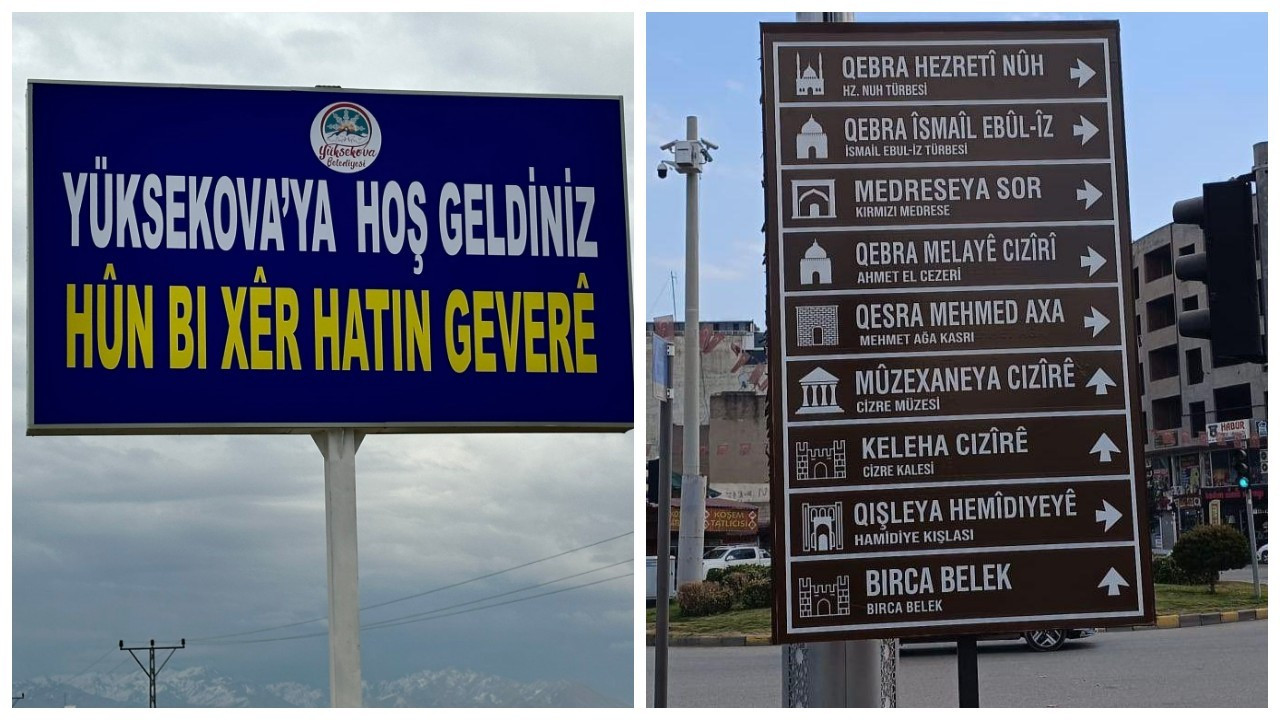 Yüksekova
Belediyesi
YÜKSEKOVA'YA HOŞ GELDİNİZ
HÛN BI XÊR HATIN GEVERÊ
QEBRA HEZRETÎ NÛH
HZ. NUH TÜRBESİ
QEBRA ÎSMAÎL EBÛL-ÎZ
İSMAİL EBUL-İZ TÜRBESİ
MEDRESEYA SOR
KIRMIZI MEDRESE
QEBRA MELAYÊ CIZÎRÎ
AHMET EL CEZERİ
QESRA MEHMED AXA
MEHMET AĞA KASRI
MÛZEXANEYA CIZÎRÊ
CİZRE MÜZESİ
KELEHA CIZÎRÊ
CİZRE KALESİ
QIŞLEYA HEMÎDIYEYÊ
HAMİDİYE KIŞLASI
BIRCA BELEK
BIRCA BELEK
HABUR
KOŞEM
TATLICISI